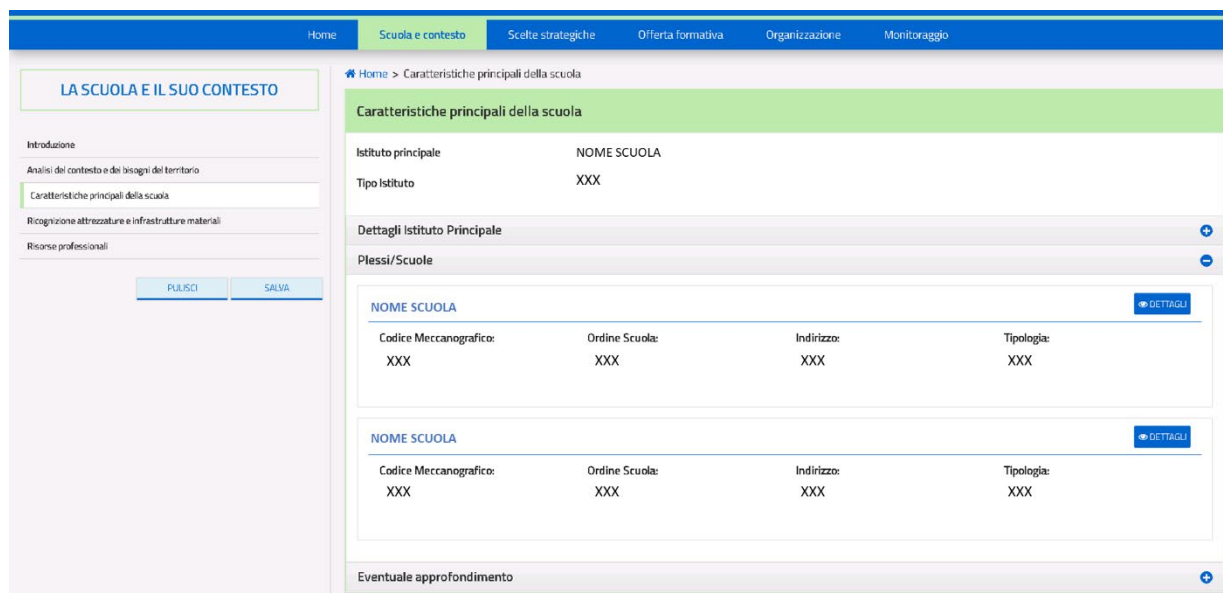 Home Scuola e contesto Scelte strategiche Offerta formativa Organizzazione Monitoraggio
LA SCUOLA E IL SUO CONTESTO
Introduzione
Analisi del contesto e dei bisogni del territorio
Caratteristiche principali della scuola
Ricognizione attrezzature e infrastrutture materiali
Risorse professionali
PULISCI SALVA
Home > Caratteristiche principali della scuola
Caratteristiche principali della scuola
Istituto principale NOME SCUOLA
Tipo Istituto XXX
Dettagli Istituto Principale
Plessi/Scuole
NOME SCUOLA DETTAGLI
Codice Meccanografico: Ordine Scuola: Indirizzo: Tipologia:
XXX XXX XXX XXX
NOME SCUOLA DETTAGLI
Codice Meccanografico: Ordine Scuola: Indirizzo: Tipologia:
XXX XXX XXX XXX
Eventuale approfondimento